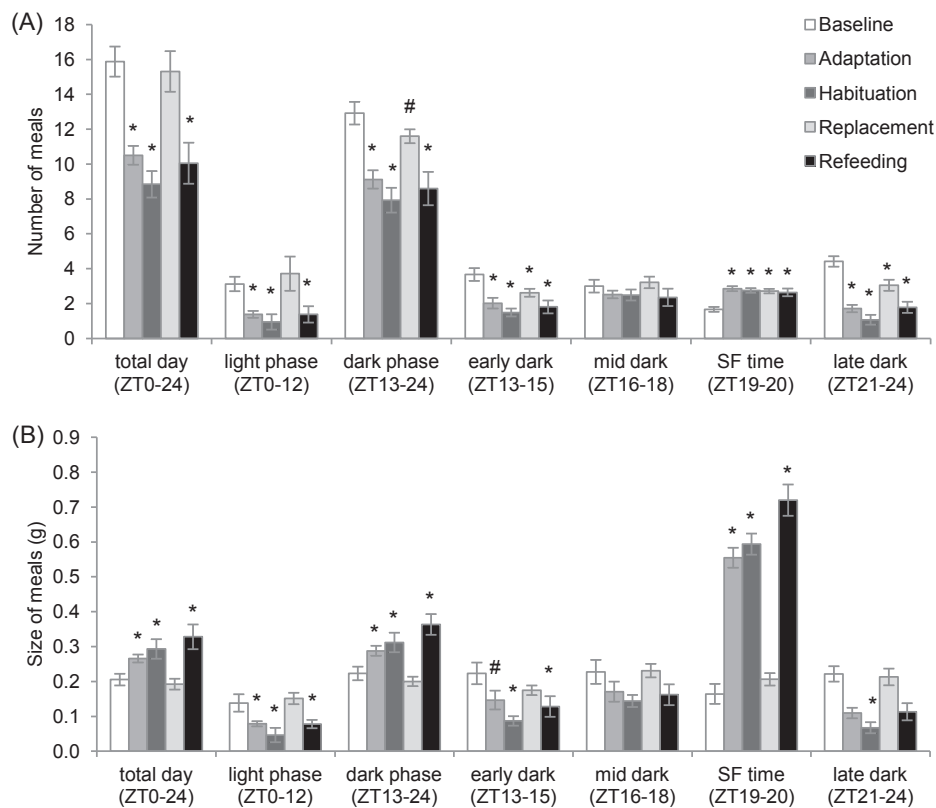 (A)
Number of meals
18
16
14
12
10
8
6
4
2
0
Baseline
Adaptation
Habituation
Replacement
Refeeding
* * *
* * # *
* * *
* * * *
* * * *
* * * *
total day light phase dark phase early dark mid dark SF time late dark
(ZT0-24) (ZT0-12) (ZT13-24) (ZT13-15) (ZT16-18) (ZT19-20) (ZT21-24)
(B)
Size of meals (g)
0.9
0.8
0.7
0.6
0.5
0.4
0.3
0.2
0.1
0.0
* * *
* * *
* * *
# * *
* * *
*
total day light phase dark phase early dark mid dark SF time late dark
(ZT0-24) (ZT0-12) (ZT13-24) (ZT13-15) (ZT16-18) (ZT19-20) (ZT21-24)